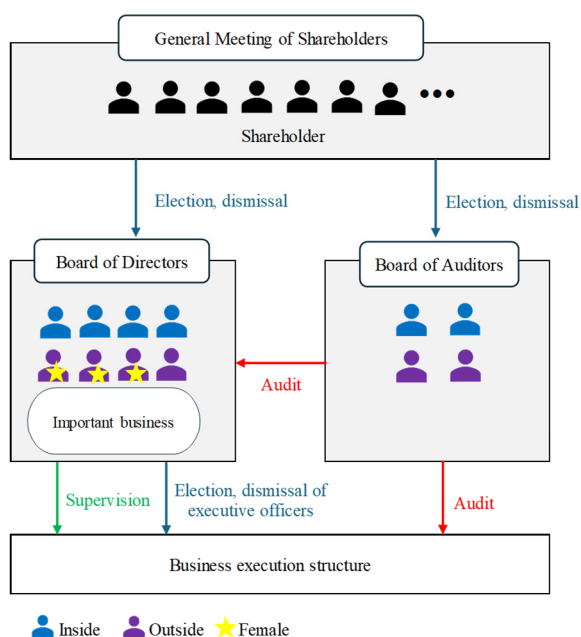 General Meeting of Shareholders
Shareholder
Election, dismissal
Election, dismissal
Board of Directors
Board of Auditors
Audit
Important business
Supervision
Election, dismissal of
executive officers
Audit
Business execution structure
Inside
Outside
Female